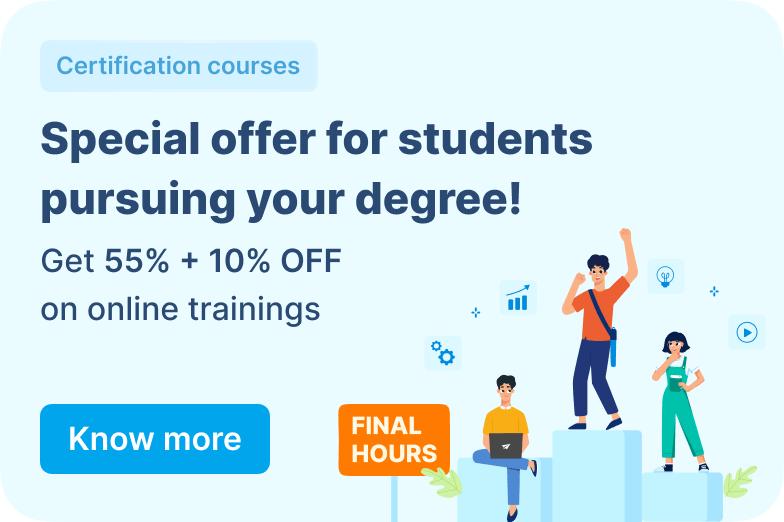 Certification courses
Special offer for students
pursuing your degree!
Get 55% + 10% OFF
on online trainings
Know more
FINAL
HOURS